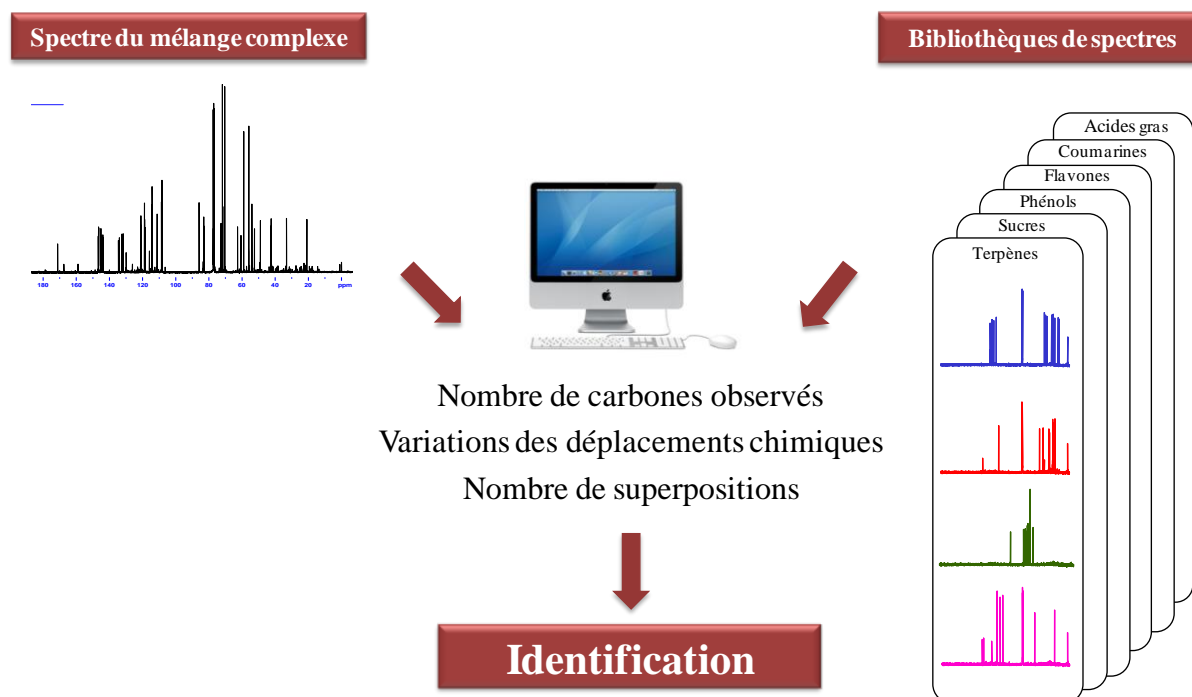 Spectre du mélange complexe
Bibliothèques de spectres
180 160 140 120 100 80 60 40 20 ppm
Acides gras
Coumarines
Flavones
Phénols
Sucres
Terpènes
Nombre de carbones observés
Variations des déplacements chimiques
Nombre de superpositions
Identification